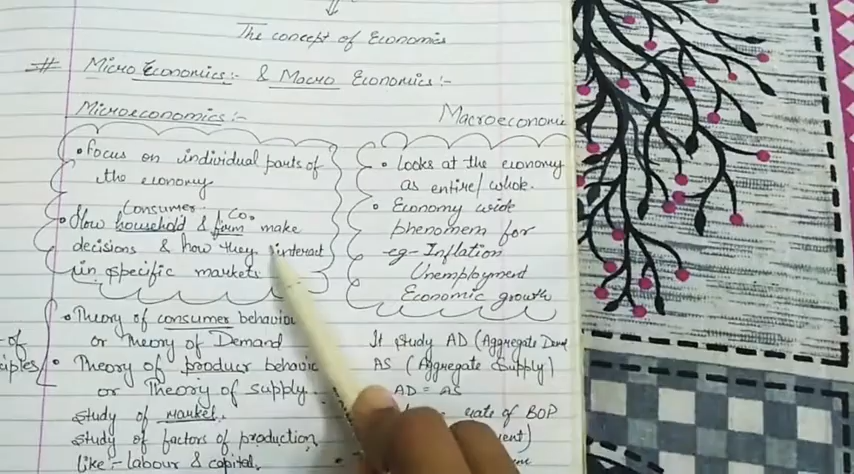 The concept of Economics
# Micro Economics:- & Macro Economics:-
Microeconomics:-
• Focus on individual parts of
the economy
Consumer Co.
• How household & firm make
decisions & how they interact
in specific markets
• Theory of consumer behaviou
or Theory of Demand
• Theory of producer behavio
or Theory of supply.
study of market.
study of factors of production
like:- labour & capital.
Macroeconomic
• Looks at the economy
as entire/whole.
• Economy wide
phenomem for
eg- Inflation
Unemployment
Economic growth
It study AD (Aggregate Dem
AS (Aggregate Supply)
AD = AS
rate of BOP